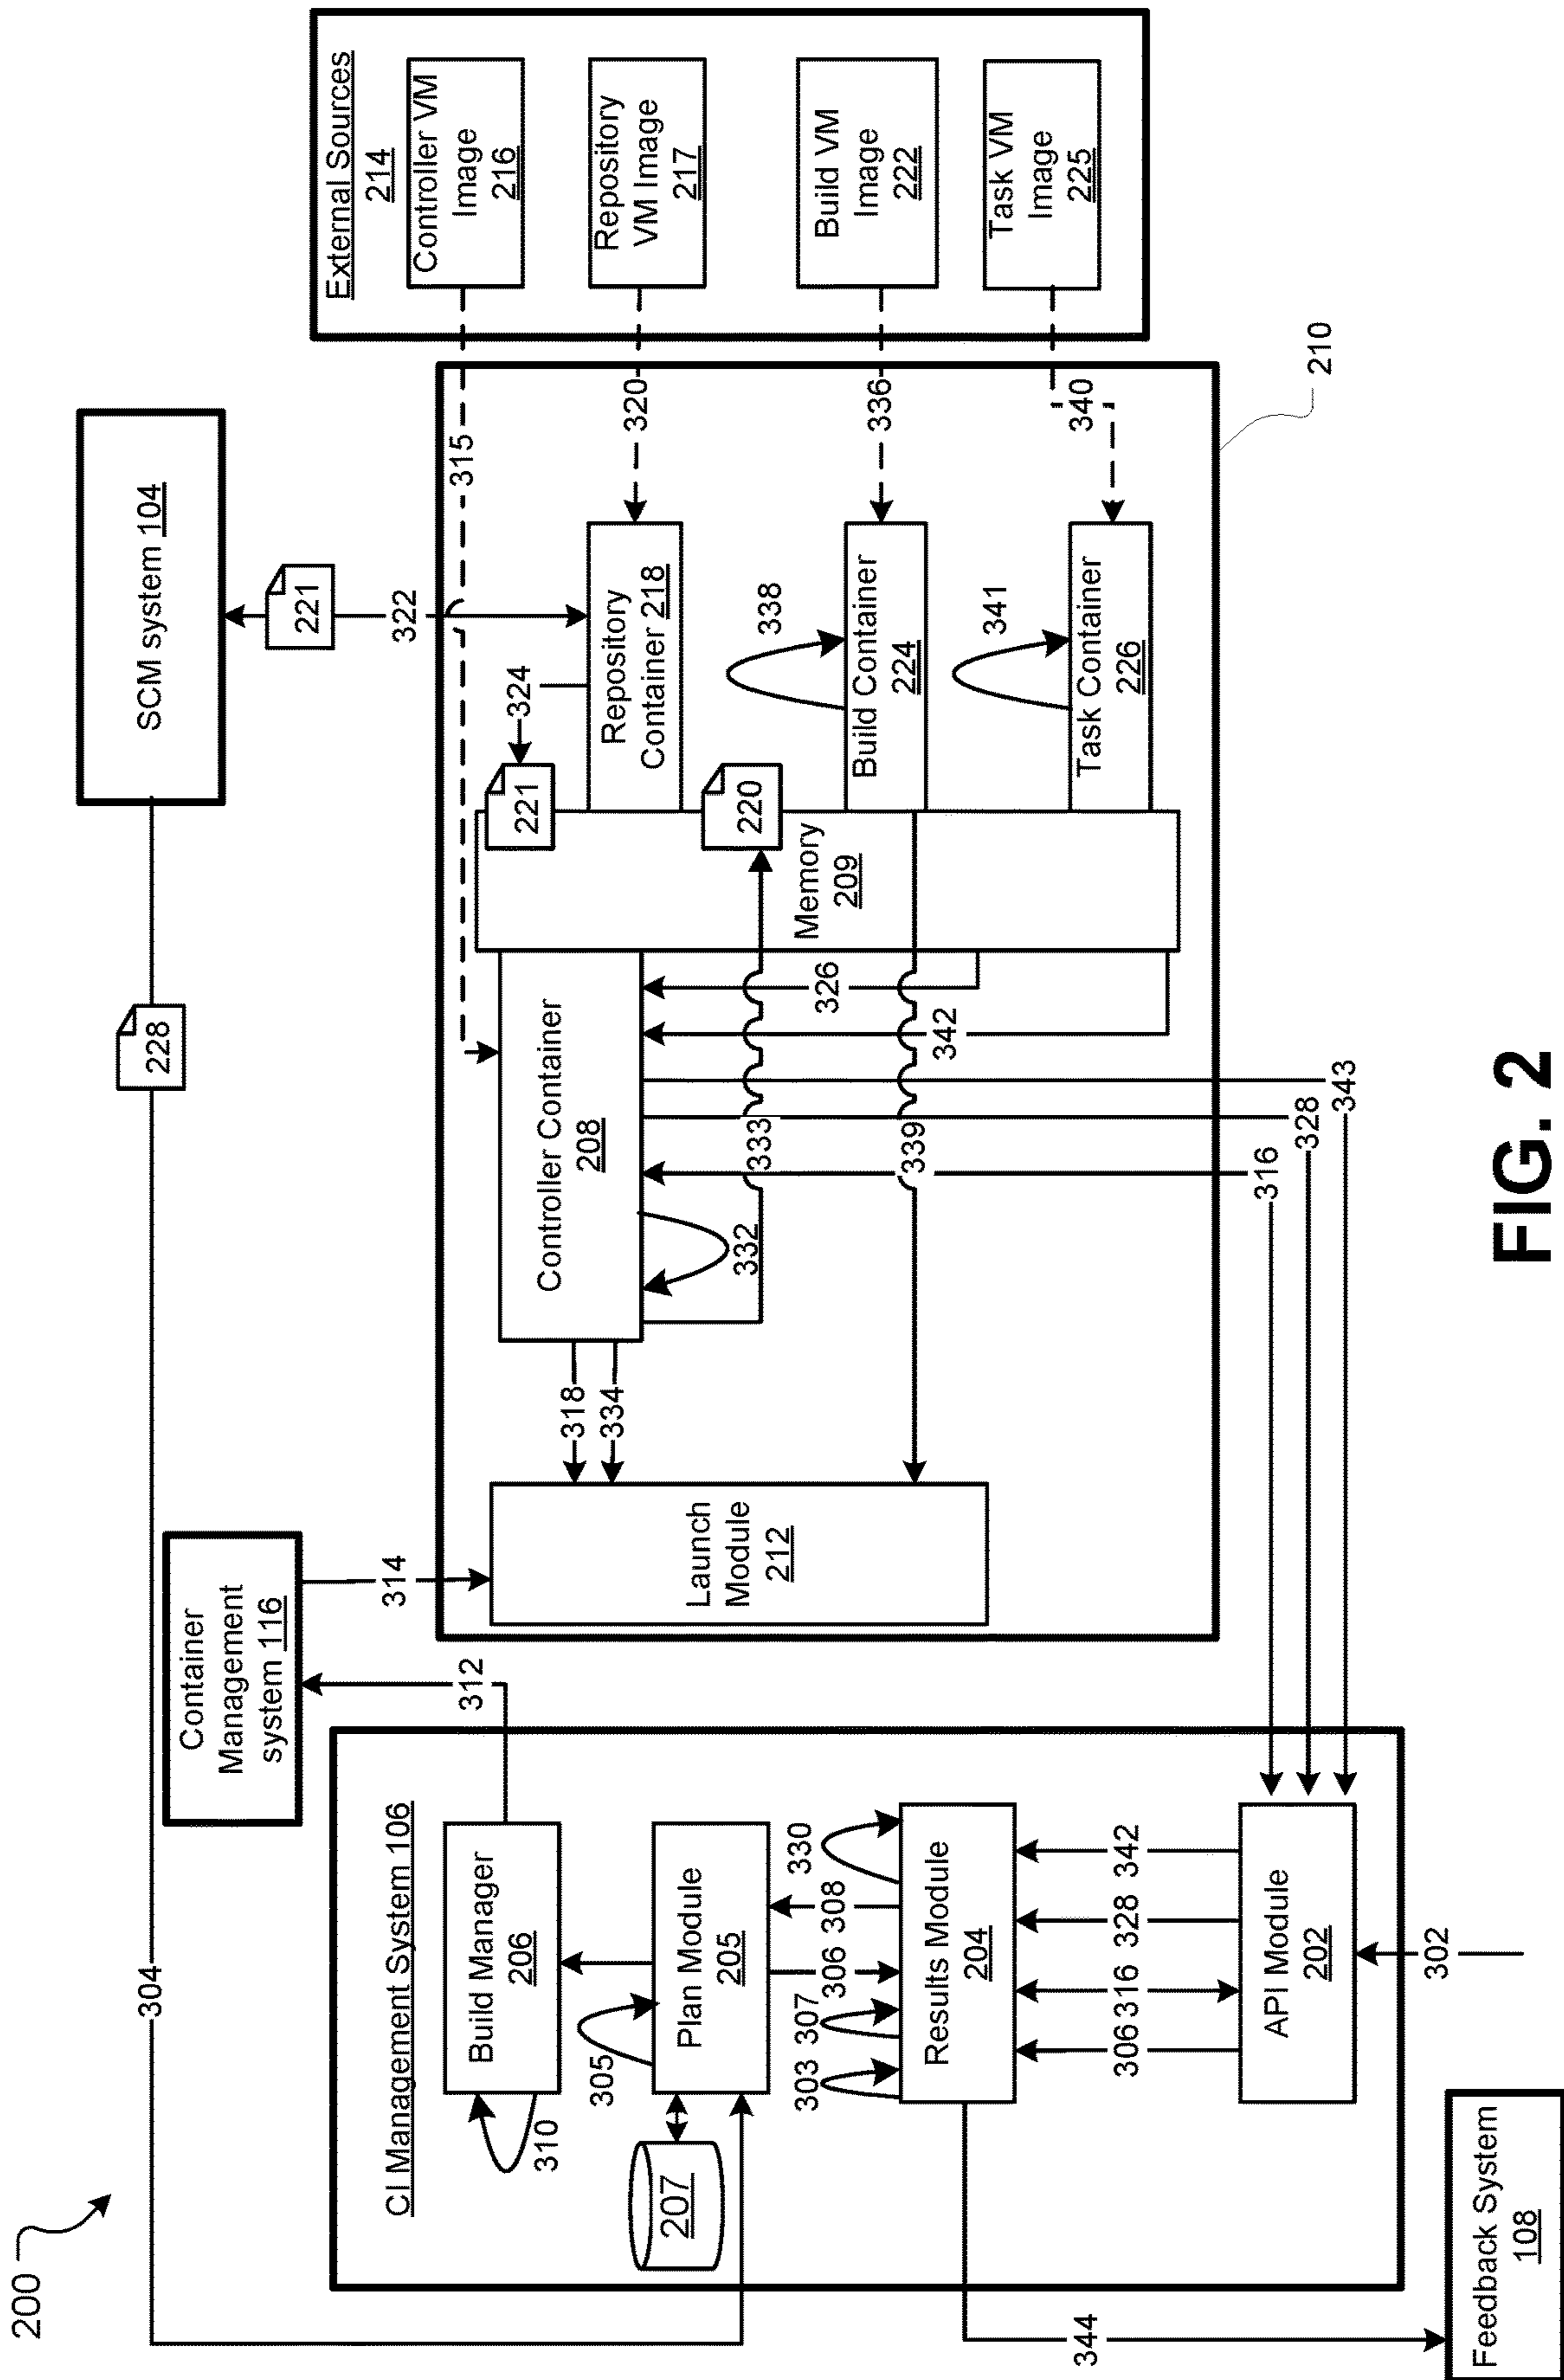 200
304
228
SCM system 104
221
322
Container
Management
system 116
312
314
CI Management System 106
Build Manager
206
310
305
Plan Module
205
207
306
308
303
307
330
Results Module
204
306
316
328
342
API Module
202
302
344
Feedback System
108
Launch
Module
212
318
334
Controller Container
208
332
333
339
326
342
316
328
343
315
324
221
220
Memory
209
Repository
Container 218
338
Build Container
224
341
Task Container
226
320
336
340
210
External Sources
214
Controller VM
Image
216
Repository
VM Image
217
Build VM
Image
222
Task VM
Image
225
FIG. 2